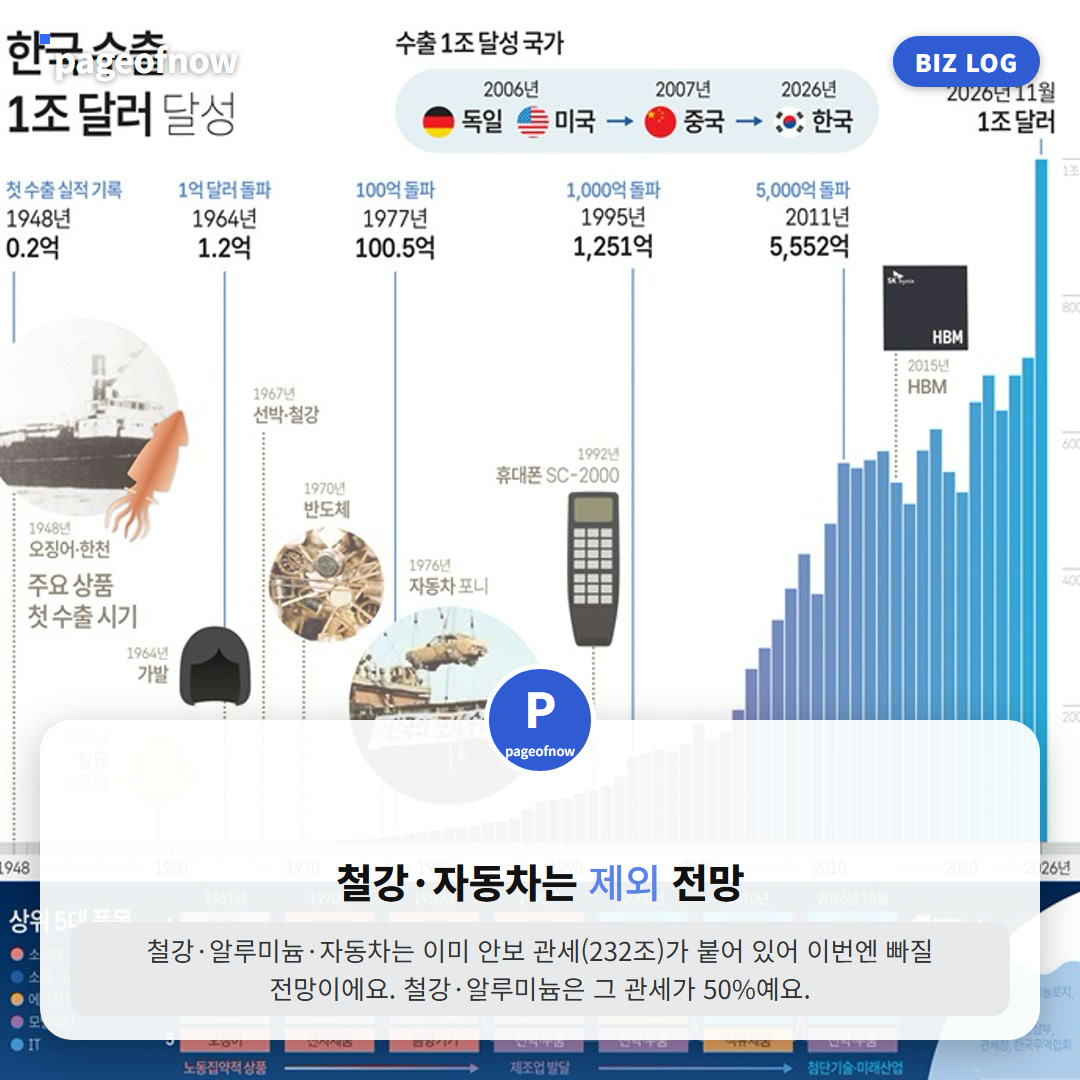 한국 수출
pageofnow
1조 달러 달성
수출 1조 달성 국가
2006년
2007년
2026년
독일
미국
중국
한국
BIZ LOG
2026년 11월
1조 달러
첫 수출 실적 기록
1948년
0.2억
1억 달러 돌파
1964년
1.2억
100억 돌파
1977년
100.5억
1,000억 돌파
1995년
1,251억
5,000억 돌파
2011년
5,552억
HBM
2015년
HBM
1967년
선박·철강
1992년
휴대폰 SC-2000
1970년
반도체
1948년
오징어·한천
주요 상품
첫 수출 시기
1976년
자동차 포니
1964년
가발
P
pageofnow
1948
1960
1970
2010
2020
2026년
철강·자동차는 제외 전망
철강·알루미늄·자동차는 이미 안보 관세(232조)가 붙어 있어 이번엔 빠질
전망이에요. 철강·알루미늄은 그 관세가 50%예요.
상위 5대 품목
IT
5
노동집약적 상품
제조업 발달
첨단기술·미래산업